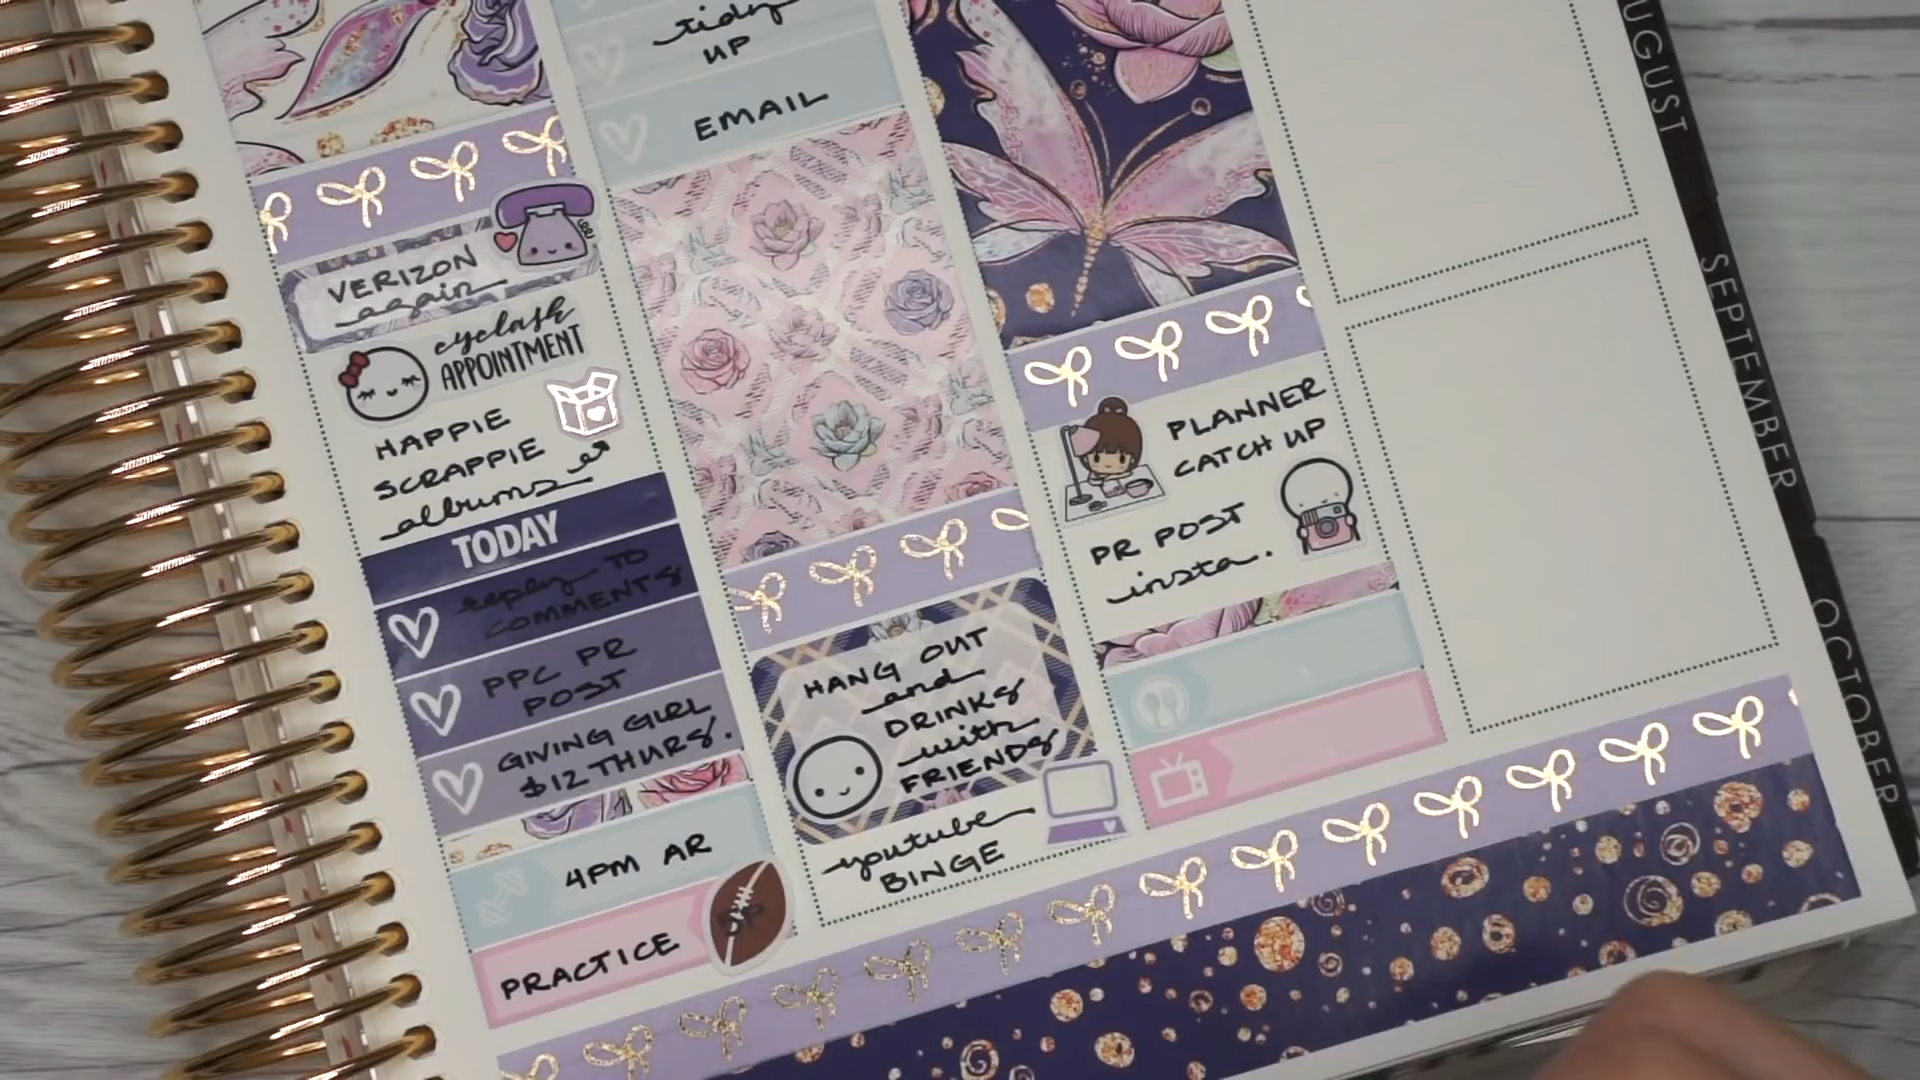 VERIZON
again
eyelash
APPOINTMENT
HAPPIE
SCRAPPIE
albums
TODAY
reply TO
COMMENTS
PPC PR
POST
GIVING GIRL
$12 THURS.
4PM AR
PRACTICE
5P
tidy
UP
EMAIL
HANG OUT
and
DRINKS
with
FRIENDS
youtube
BINGE
PLANNER
CATCH UP
PR POST
insta.
UGUST
SEPTEMBER
OCTOBER